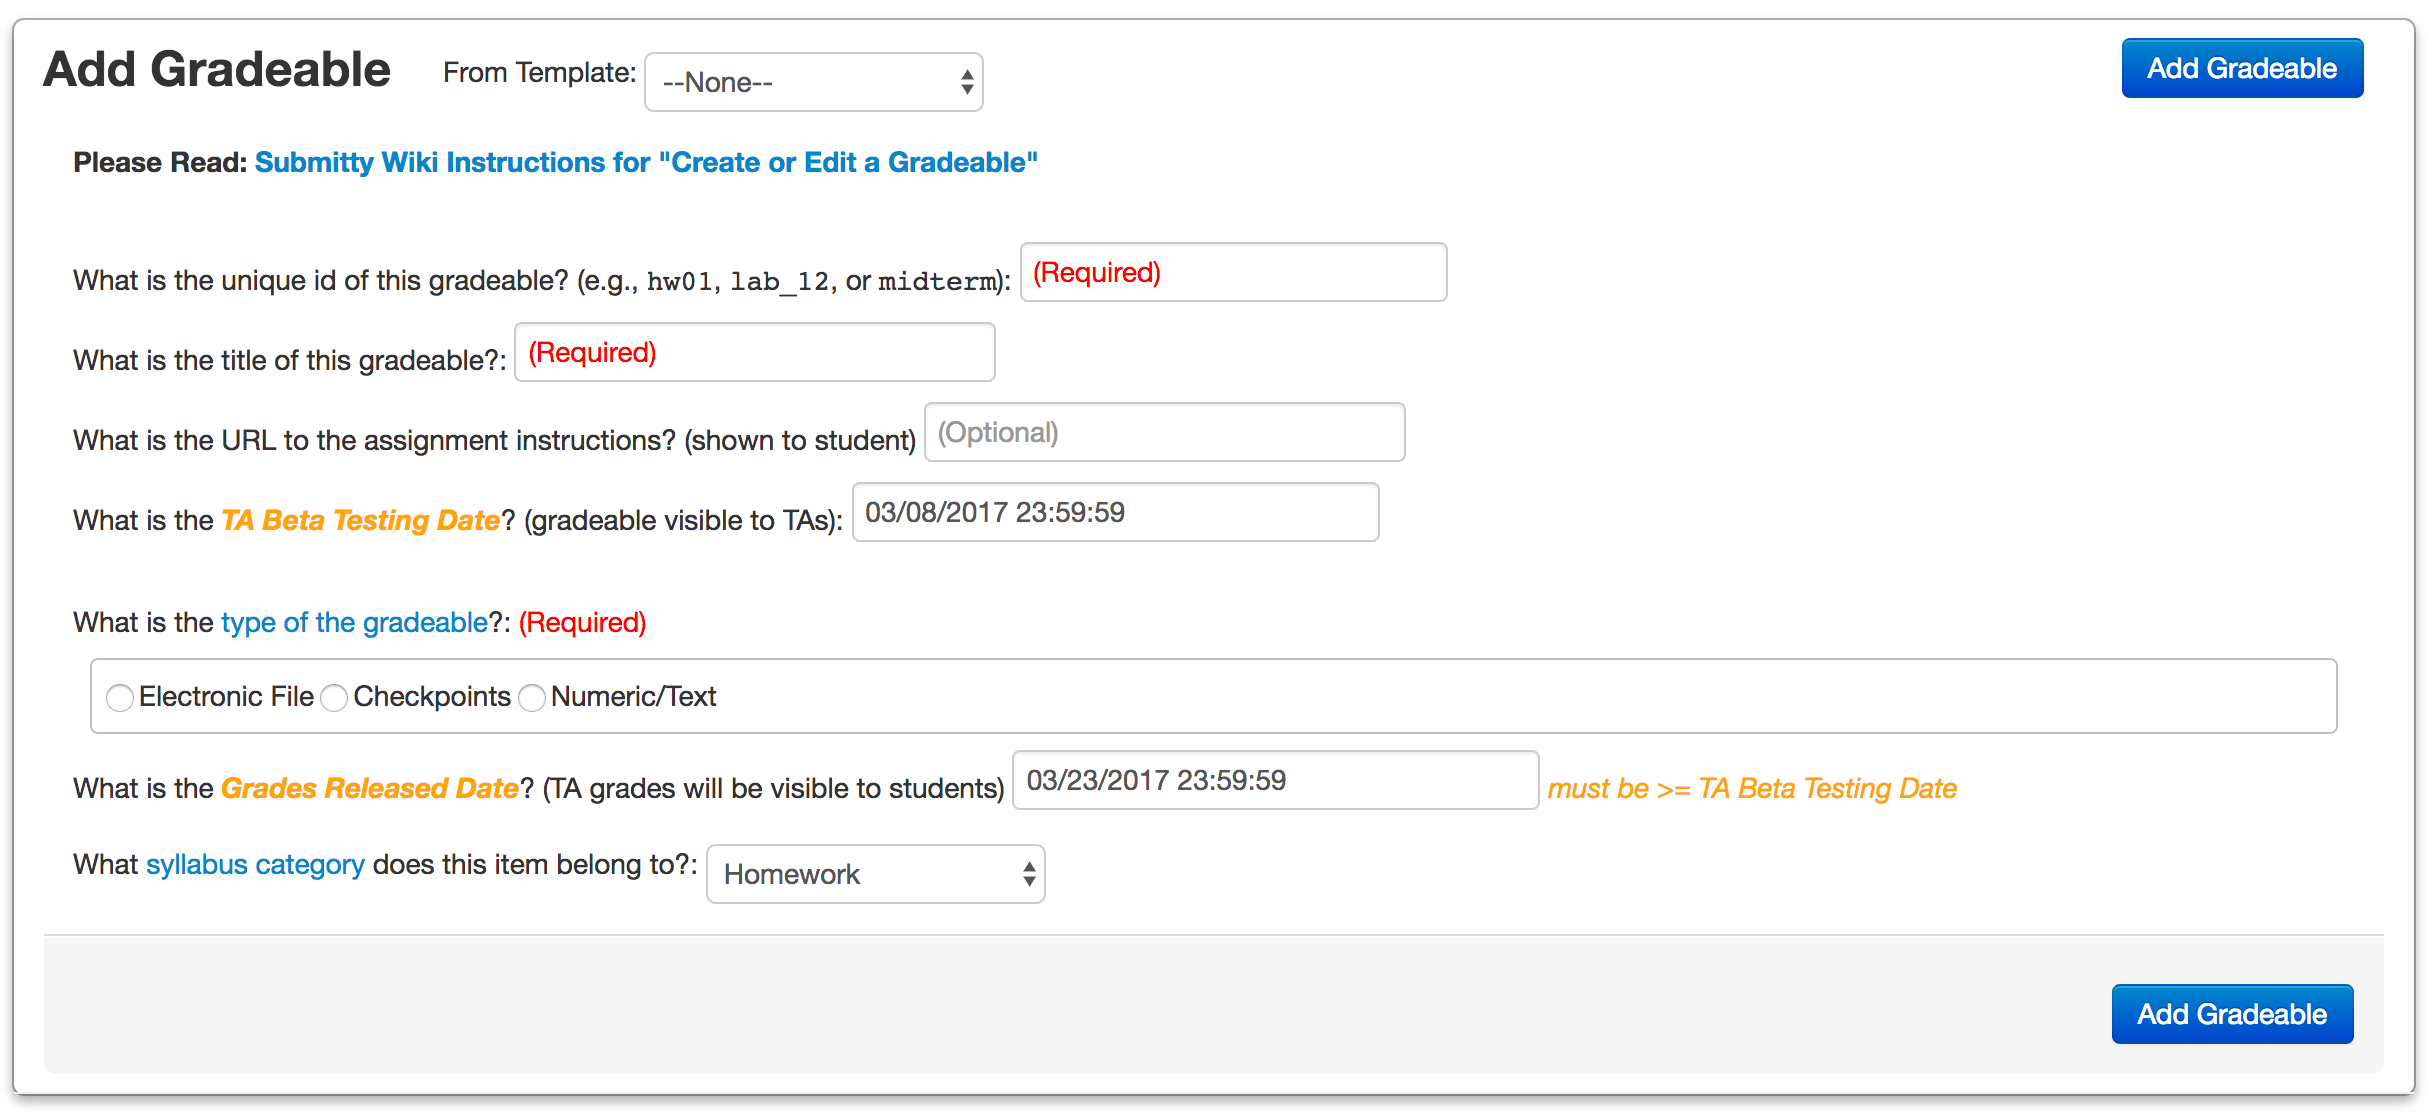 Add Gradeable From Template: --None-- Add Gradeable
Please Read: Submitty Wiki Instructions for "Create or Edit a Gradeable"
What is the unique id of this gradeable? (e.g., hw01, lab_12, or midterm): (Required)
What is the title of this gradeable?: (Required)
What is the URL to the assignment instructions? (shown to student) (Optional)
What is the TA Beta Testing Date? (gradeable visible to TAs): 03/08/2017 23:59:59
What is the type of the gradeable?: (Required)
Electronic File Checkpoints Numeric/Text
What is the Grades Released Date? (TA grades will be visible to students) 03/23/2017 23:59:59 must be >= TA Beta Testing Date
What syllabus category does this item belong to?: Homework
Add Gradeable